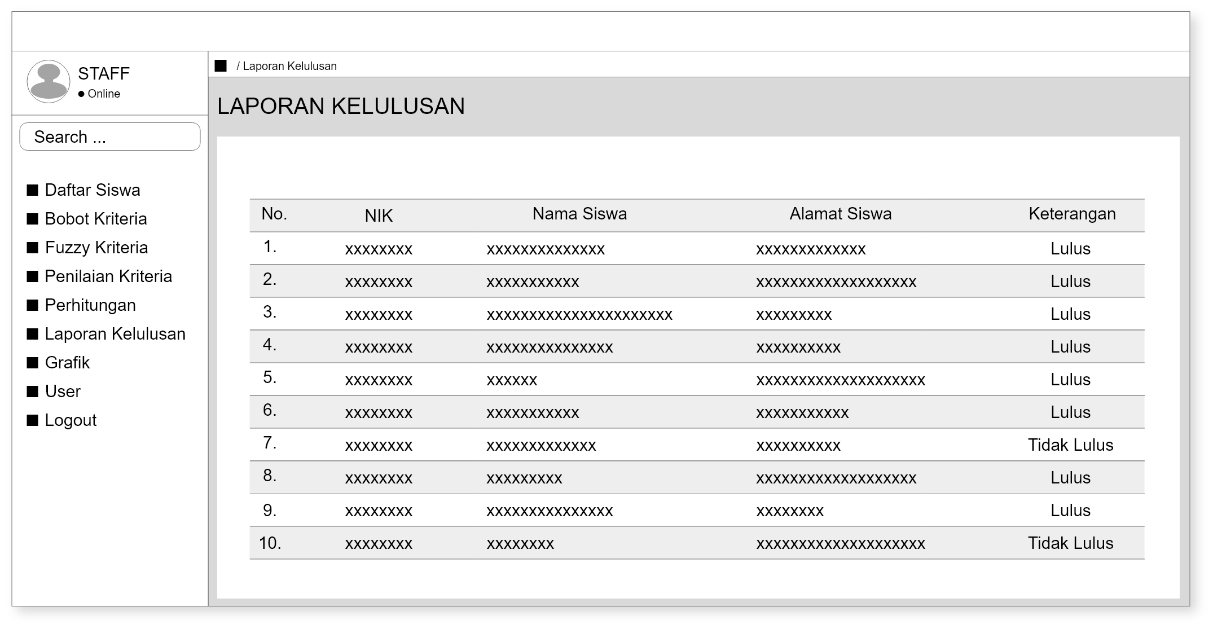 STAFF
Online
/ Laporan Kelulusan
Search ...
Daftar Siswa
Bobot Kriteria
Fuzzy Kriteria
Penilaian Kriteria
Perhitungan
Laporan Kelulusan
Grafik
User
Logout
LAPORAN KELULUSAN
No. NIK Nama Siswa Alamat Siswa Keterangan
1. xxxxxxxx xxxxxxxxxxxxxx xxxxxxxxxxxxx Lulus
2. xxxxxxxx xxxxxxxxxxx xxxxxxxxxxxxxxxxxxx Lulus
3. xxxxxxxx xxxxxxxxxxxxxxxxxxxxxx xxxxxxxxx Lulus
4. xxxxxxxx xxxxxxxxxxxxxxx xxxxxxxxxx Lulus
5. xxxxxxxx xxxxxx xxxxxxxxxxxxxxxxxxxx Lulus
6. xxxxxxxx xxxxxxxxxxx xxxxxxxxxxx Lulus
7. xxxxxxxx xxxxxxxxxxxxx xxxxxxxxxx Tidak Lulus
8. xxxxxxxx xxxxxxxxx xxxxxxxxxxxxxxxxxxx Lulus
9. xxxxxxxx xxxxxxxxxxxxxxx xxxxxxxx Lulus
10. xxxxxxxx xxxxxxxx xxxxxxxxxxxxxxxxxxxx Tidak Lulus